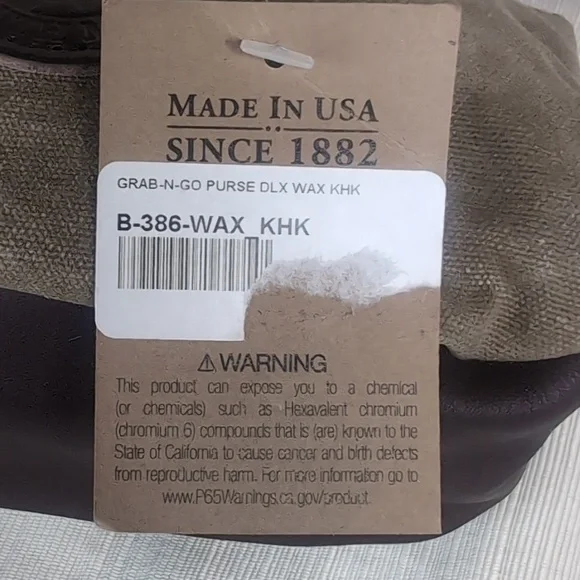 MADE IN USA
SINCE 1882
GRAB-N-GO PURSE DLX WAX KHK
B-386-WAX KHK
⚠WARNING
This product can expose you to a chemical
(or chemicals) such as Hexavalent chromium
(chromium 6) compounds that is (are) known to the
State of California to cause cancer and birth defects
from reproductive harm. For more information go to
www.P65Warnings.ca.gov/product.